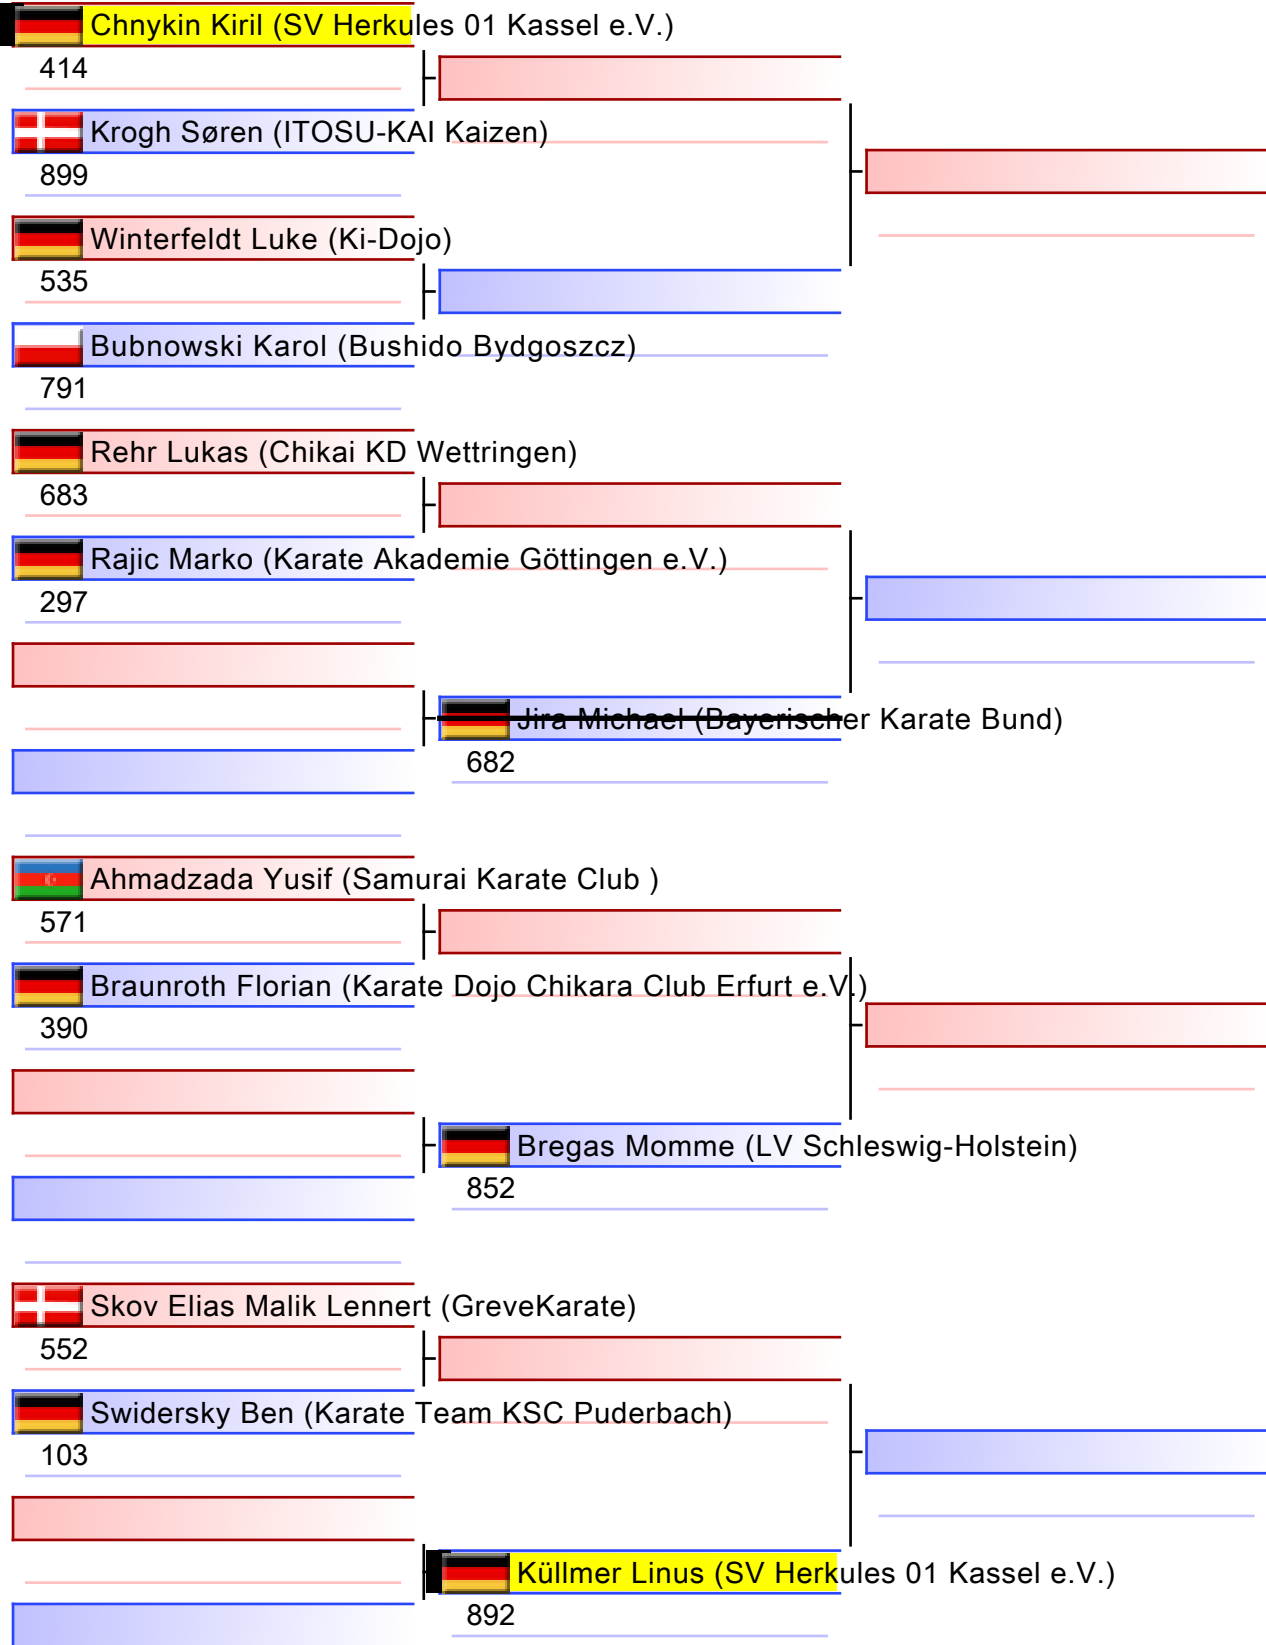 Chnykin Kiril (SV Herkules 01 Kassel e.V.)
414
Krogh Søren (ITOSU-KAI Kaizen)
899
Winterfeldt Luke (Ki-Dojo)
535
Bubnowski Karol (Bushido Bydgoszcz)
791
Rehr Lukas (Chikai KD Wettringen)
683
Rajic Marko (Karate Akademie Göttingen e.V.)
297
Jira Michael (Bayerischer Karate Bund)
682
Ahmadzada Yusif (Samurai Karate Club )
571
Braunroth Florian (Karate Dojo Chikara Club Erfurt e.V.)
390
Bregas Momme (LV Schleswig-Holstein)
852
Skov Elias Malik Lennert (GreveKarate)
552
Swidersky Ben (Karate Team KSC Puderbach)
103
Küllmer Linus (SV Herkules 01 Kassel e.V.)
892